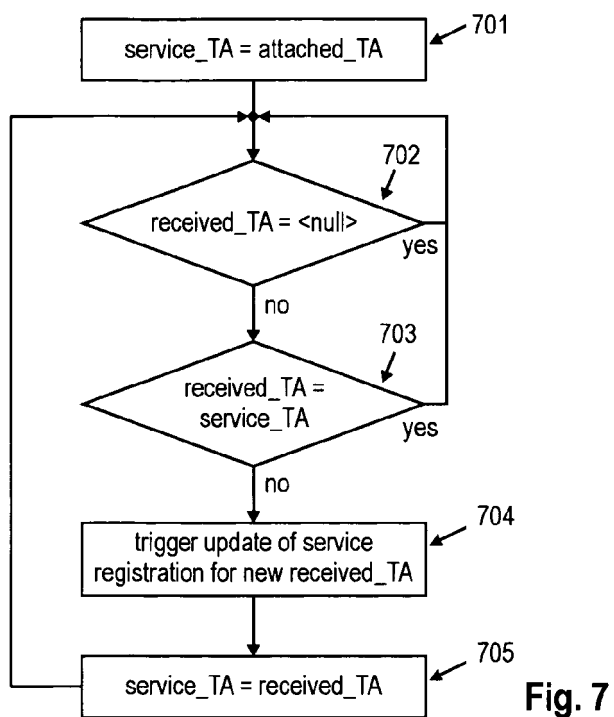 701
service_TA = attached_TA
702
received_TA = <null>
yes
no
703
received_TA =
service_TA
yes
no
704
trigger update of service
registration for new received_TA
705
service_TA = received_TA
Fig. 7